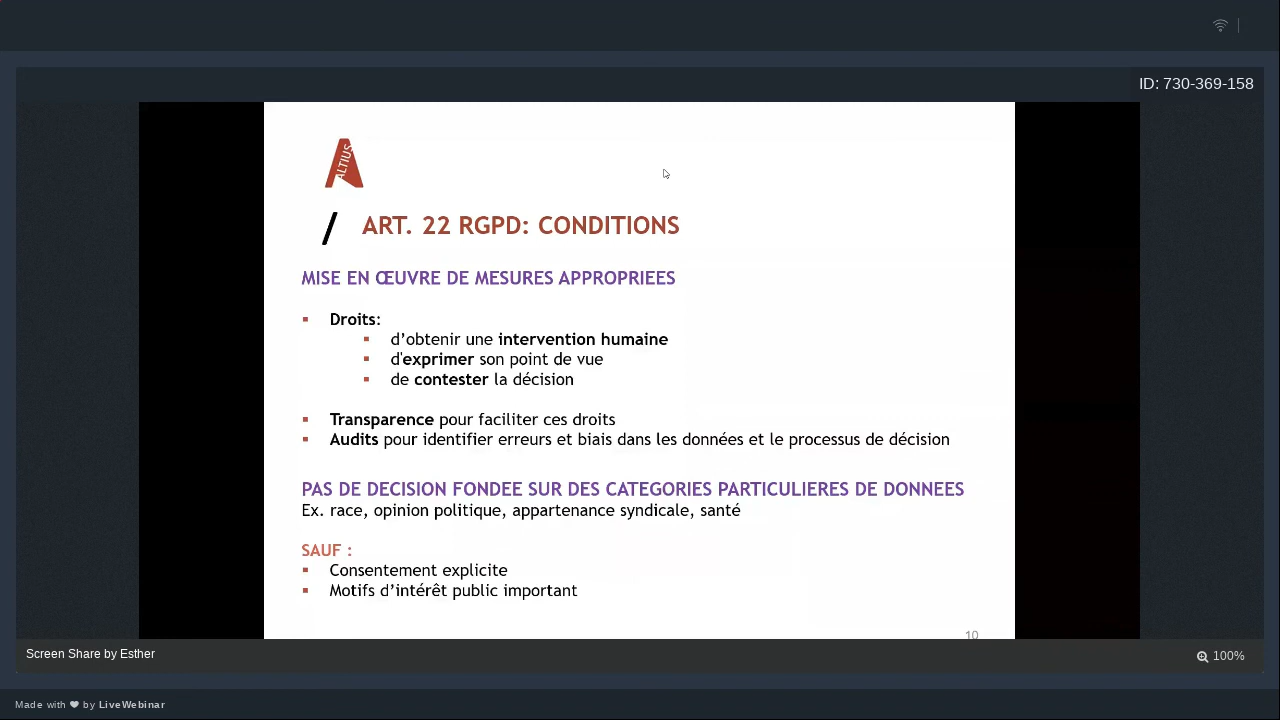 ID: 730-369-158
ALTIUS
/ ART. 22 RGPD: CONDITIONS
MISE EN ŒUVRE DE MESURES APPROPRIEES
▪ Droits:
▪ d’obtenir une intervention humaine
▪ d'exprimer son point de vue
▪ de contester la décision
▪ Transparence pour faciliter ces droits
▪ Audits pour identifier erreurs et biais dans les données et le processus de décision
PAS DE DECISION FONDEE SUR DES CATEGORIES PARTICULIERES DE DONNEES
Ex. race, opinion politique, appartenance syndicale, santé
SAUF :
▪ Consentement explicite
▪ Motifs d’intérêt public important
10
Screen Share by Esther
100%
Made with ❤ by LiveWebinar